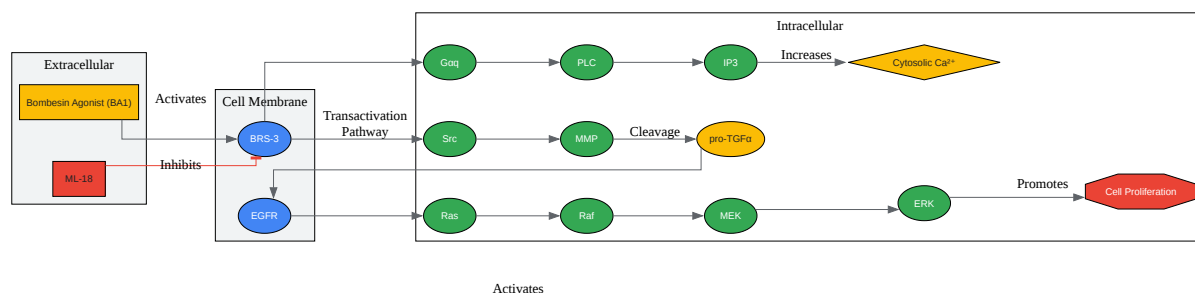 Intracellular
Extracellular
Gαq
PLC
IP3
Increases
Cytosolic Ca²⁺
Bombesin Agonist (BA1)
Activates
Cell Membrane
BRS-3
Transactivation
Pathway
Src
MMP
Cleavage
pro-TGFα
ML-18
Inhibits
EGFR
Ras
Raf
MEK
ERK
Promotes
Cell Proliferation
Activates